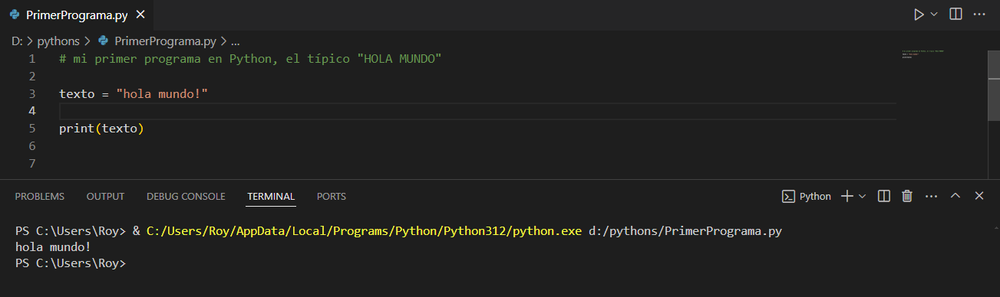 PrimerPrograma.py
D: > pythons > PrimerPrograma.py > ...
1 # mi primer programa en Python, el típico "HOLA MUNDO"
2
3 texto = "hola mundo!"
4
5 print(texto)
6
7
PROBLEMS OUTPUT DEBUG CONSOLE TERMINAL PORTS Python
PS C:\Users\Roy> & C:/Users/Roy/AppData/Local/Programs/Python/Python312/python.exe d:/pythons/PrimerPrograma.py
hola mundo!
PS C:\Users\Roy>